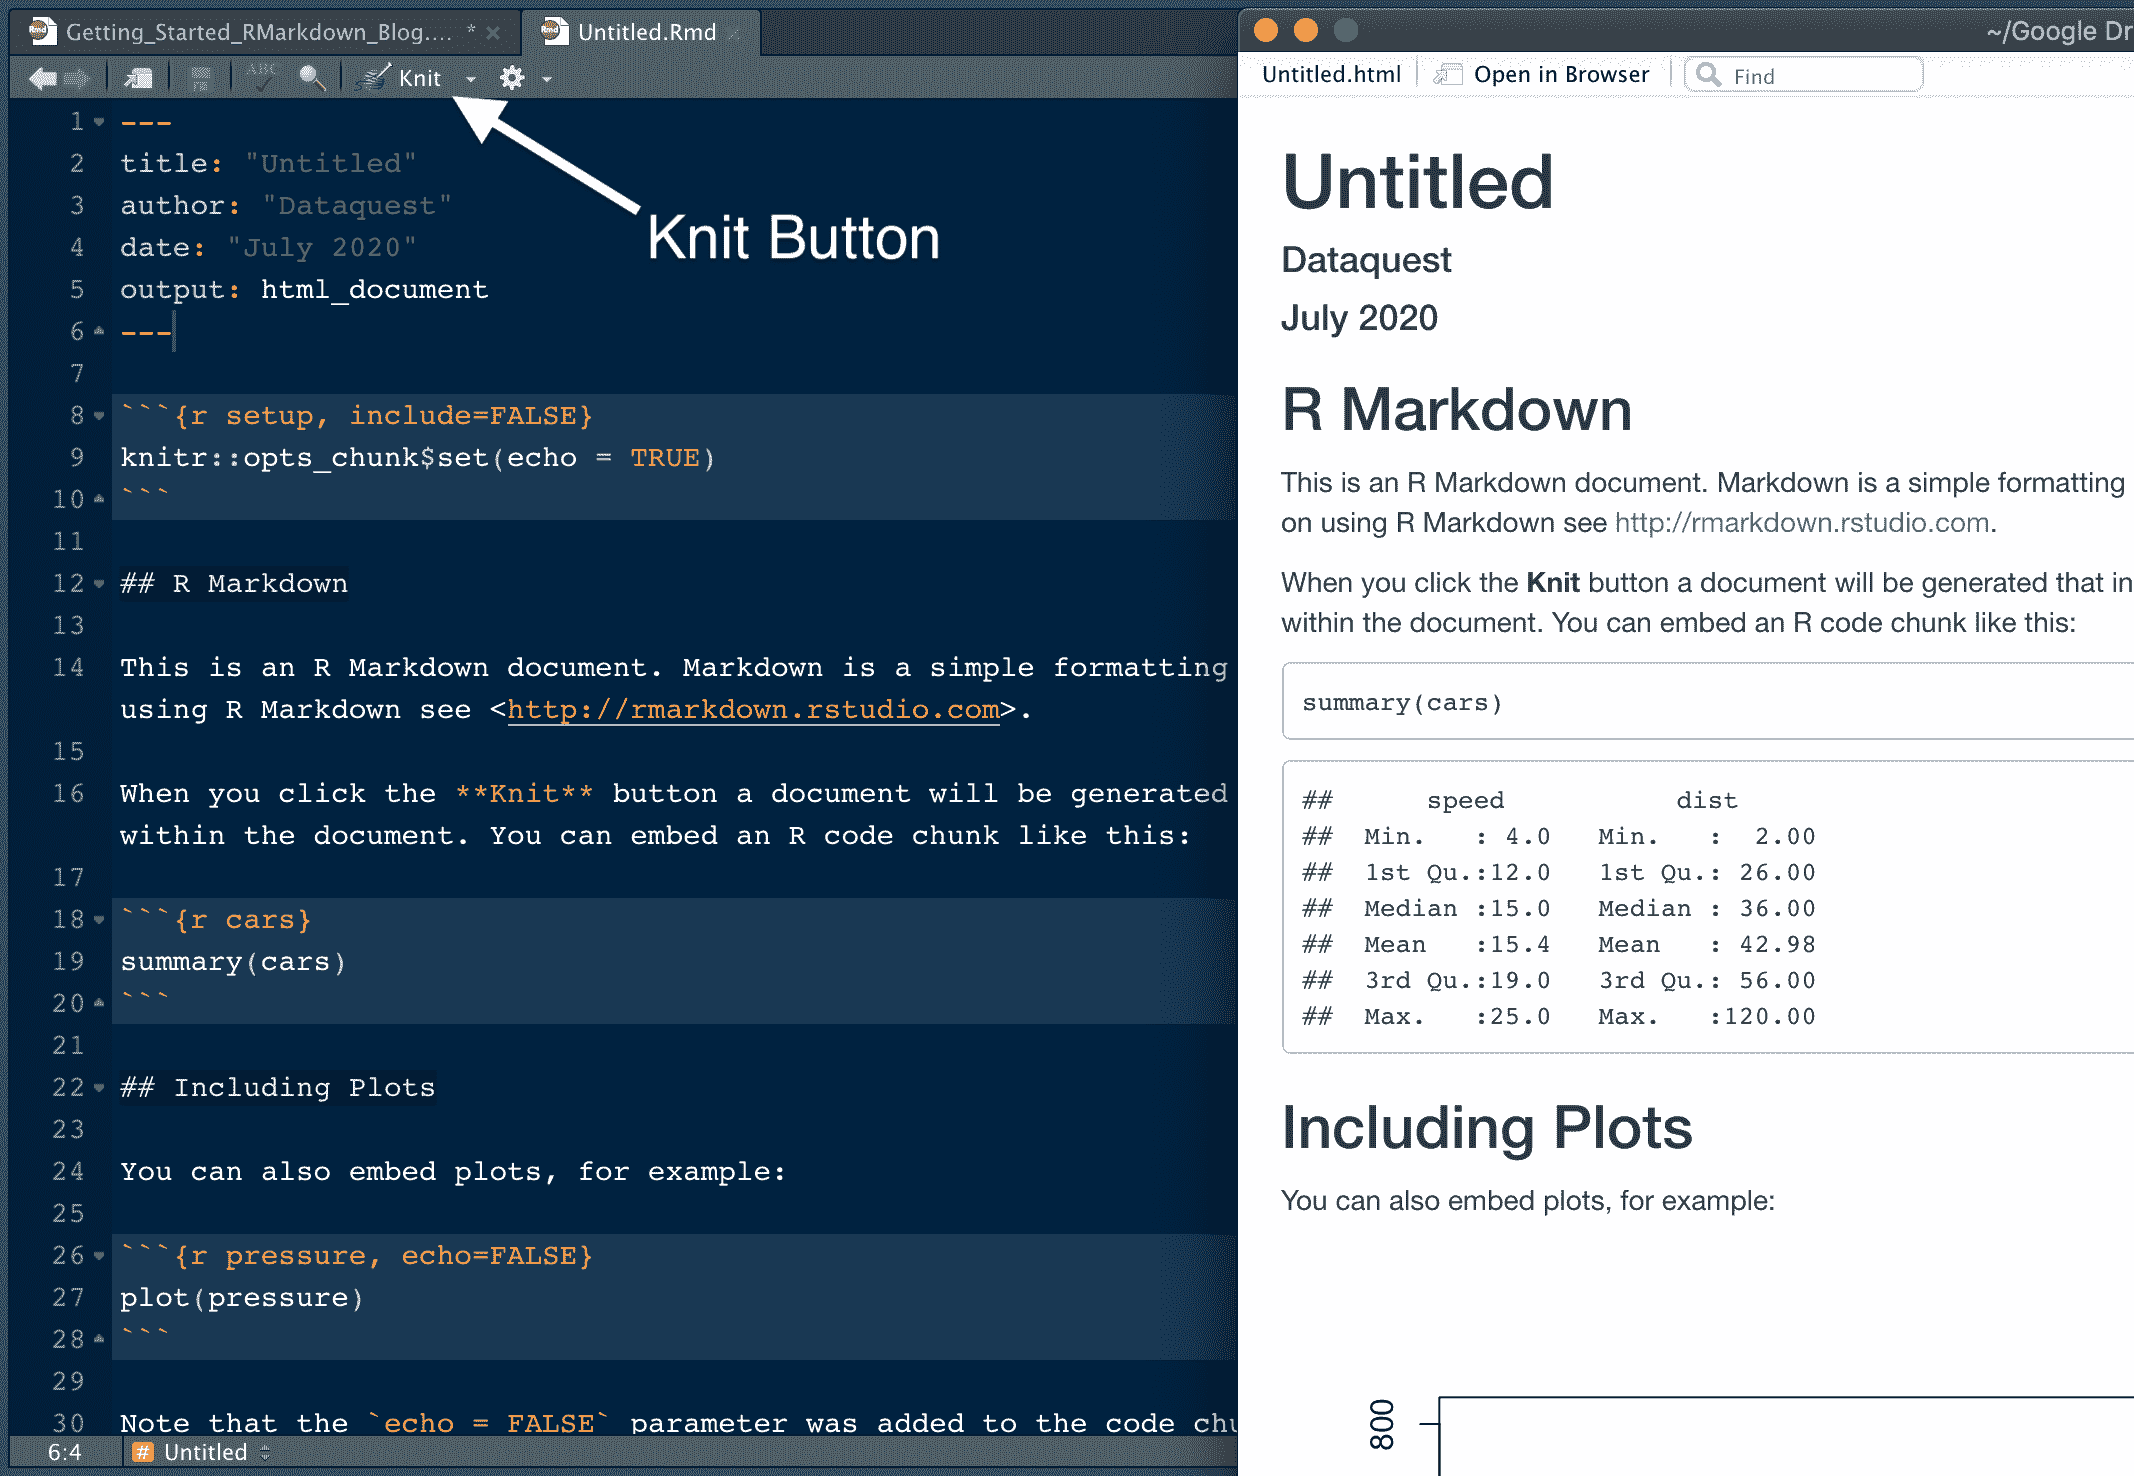 Getting_Started_RMarkdown_Blog.... *
Untitled.Rmd
ABC
Knit
Knit Button
1 ---
2 title: "Untitled"
3 author: "Dataquest"
4 date: "July 2020"
5 output: html_document
6 ---
7
8 ```{r setup, include=FALSE}
9 knitr::opts_chunk$set(echo = TRUE)
10 ```
11
12 ## R Markdown
13
14 This is an R Markdown document. Markdown is a simple formatting
using R Markdown see <http://rmarkdown.rstudio.com>.
15
16 When you click the **Knit** button a document will be generated
within the document. You can embed an R code chunk like this:
17
18 ```{r cars}
19 summary(cars)
20 ```
21
22 ## Including Plots
23
24 You can also embed plots, for example:
25
26 ```{r pressure, echo=FALSE}
27 plot(pressure)
28 ```
29
30 Note that the `echo = FALSE` parameter was added to the code chu
6:4 # Untitled
~/Google Dr
Untitled.html
Open in Browser
Find
Untitled
Dataquest
July 2020
R Markdown
This is an R Markdown document. Markdown is a simple formatting
on using R Markdown see http://rmarkdown.rstudio.com.
When you click the Knit button a document will be generated that in
within the document. You can embed an R code chunk like this:
summary(cars)
##      speed           dist
##  Min.   : 4.0   Min.   :  2.00
##  1st Qu.:12.0   1st Qu.: 26.00
##  Median :15.0   Median : 36.00
##  Mean   :15.4   Mean   : 42.98
##  3rd Qu.:19.0   3rd Qu.: 56.00
##  Max.   :25.0   Max.   :120.00
Including Plots
You can also embed plots, for example:
800